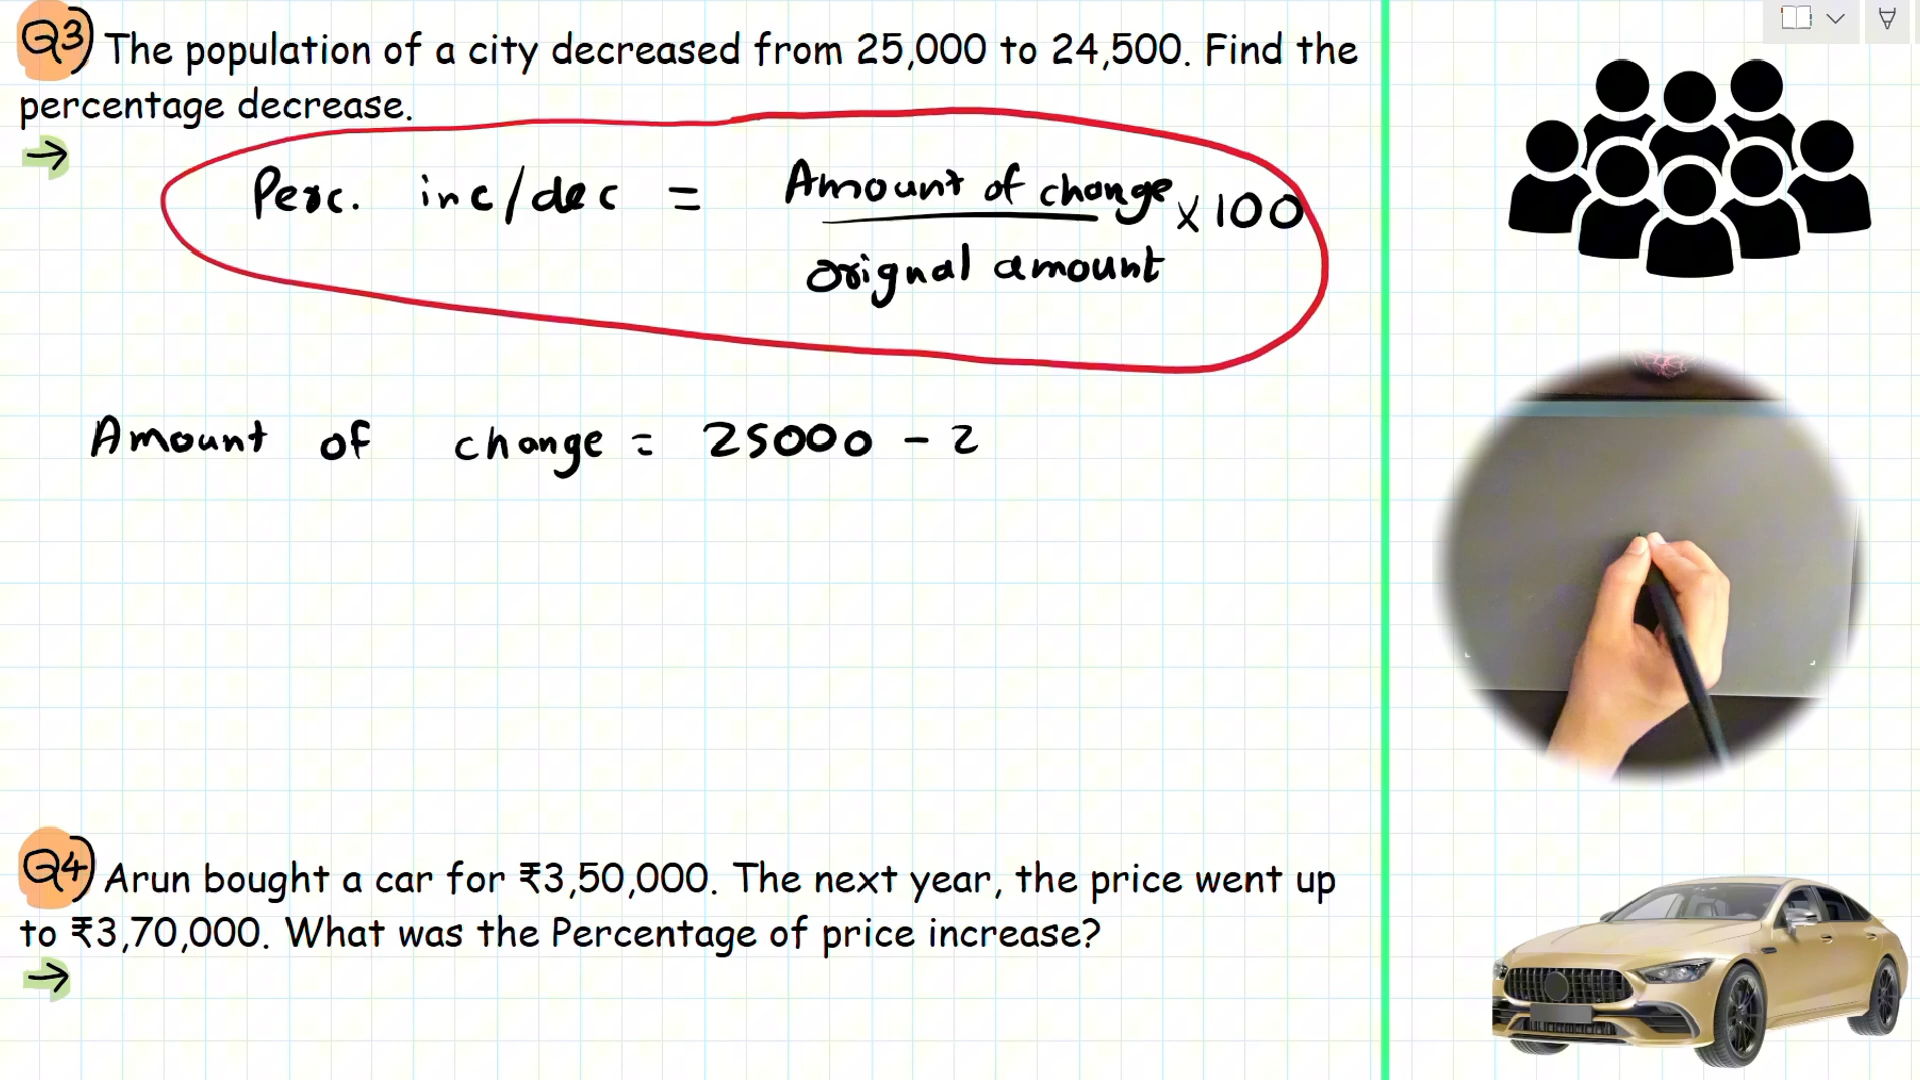 Q3) The population of a city decreased from 25,000 to 24,500. Find the
percentage decrease.
→
Perc. inc/dec = Amount of change × 100
orignal amount
Amount of change = 25000 - 2
Q4) Arun bought a car for ₹3,50,000. The next year, the price went up
to ₹3,70,000. What was the Percentage of price increase?
→